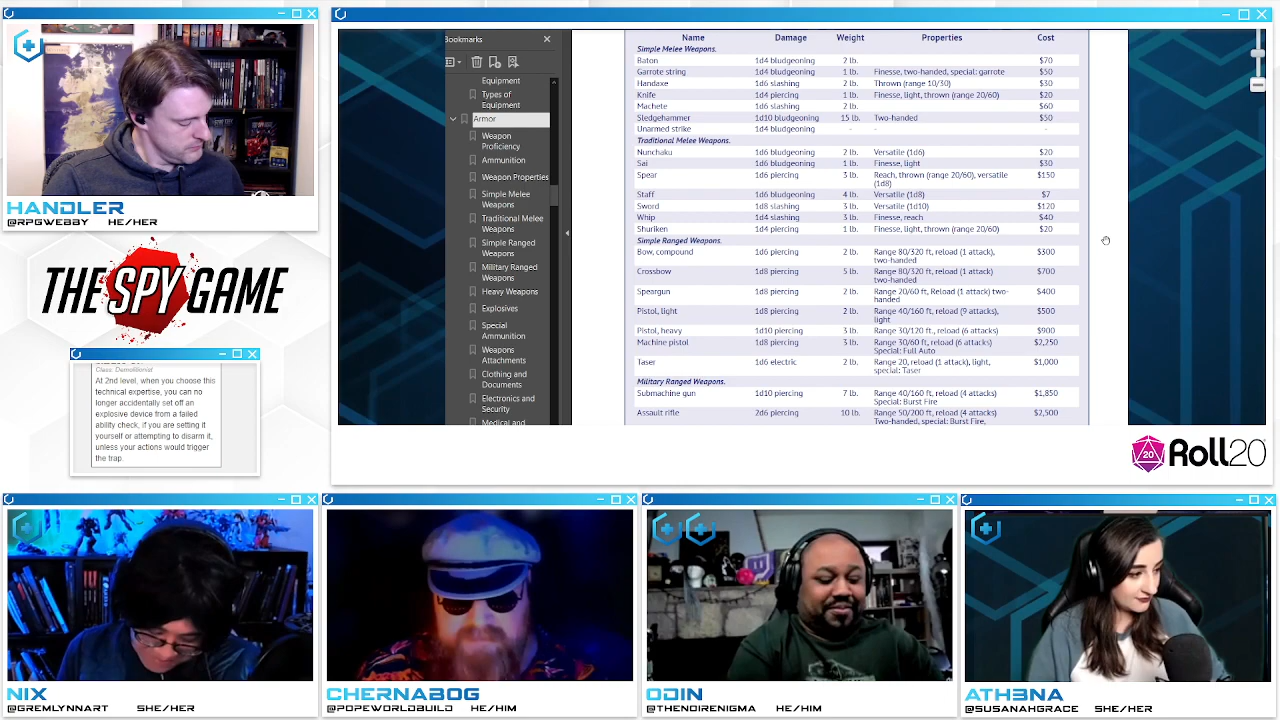 HANDLER
@RPGWEBBY HE/HER
THE SPY GAME
Class: Demolitionist
At 2nd level, when you choose this
technical expertise, you can no
longer accidentally set off an
explosive device from a failed
ability check, if you are setting it
yourself or attempting to disarm it,
unless your actions would trigger
the trap.
Bookmarks
Equipment
Types of
Equipment
Armor
Weapon
Proficiency
Ammunition
Weapon Properties
Simple Melee
Weapons
Traditional Melee
Weapons
Simple Ranged
Weapons
Military Ranged
Weapons
Heavy Weapons
Explosives
Special
Ammunition
Weapons
Attachments
Clothing and
Documents
Electronics and
Security
Medical and
Name Damage Weight Properties Cost
Simple Melee Weapons.
Baton 1d4 bludgeoning 2 lb. $70
Garrote string 1d4 bludgeoning 1 lb. Finesse, two-handed, special: garrote $50
Handaxe 1d6 slashing 2 lb. Thrown (range 10/30) $30
Knife 1d4 piercing 1 lb. Finesse, light, thrown (range 20/60) $20
Machete 1d6 slashing 2 lb. $60
Sledgehammer 1d10 bludgeoning 15 lb. Two-handed $50
Unarmed strike 1d4 bludgeoning - - -
Traditional Melee Weapons.
Nunchaku 1d6 bludgeoning 2 lb. Versatile (1d6) $20
Sai 1d6 bludgeoning 1 lb. Finesse, light $30
Spear 1d6 piercing 3 lb. Reach, thrown (range 20/60), versatile $150
(1d8)
Staff 1d6 bludgeoning 4 lb. Versatile (1d8) $7
Sword 1d8 slashing 3 lb. Versatile (1d10) $120
Whip 1d4 slashing 3 lb. Finesse, reach $40
Shuriken 1d4 piercing 1 lb. Finesse, light, thrown (range 20/60) $20
Simple Ranged Weapons.
Bow, compound 1d6 piercing 2 lb. Range 80/320 ft, reload (1 attack), $300
two-handed
Crossbow 1d8 piercing 5 lb. Range 80/320 ft, reload (1 attack) $700
two-handed
Speargun 1d8 piercing 2 lb. Range 20/60 ft, Reload (1 attack) two- $400
handed
Pistol, light 1d8 piercing 2 lb. Range 40/160 ft, reload (9 attacks), $500
light
Pistol, heavy 1d10 piercing 3 lb. Range 30/120 ft., reload (6 attacks) $900
Machine pistol 1d8 piercing 3 lb. Range 30/60 ft, reload (6 attacks) $2,250
Special: Full Auto
Taser 1d6 electric 2 lb. Range 20, reload (1 attack), light, $1,000
special: Taser
Military Ranged Weapons.
Submachine gun 1d10 piercing 7 lb. Range 40/160 ft, reload (4 attacks) $1,850
Special: Burst Fire
Assault rifle 2d6 piercing 10 lb. Range 50/200 ft, reload (4 attacks) $2,500
Two-handed, special: Burst Fire,
20
Roll20
NIX
@GREMLYNNART SHE/HER
CHERNABOG
@POPEWORLDBUILD HE/HIM
ODIN
@THENOIRENIGMA HE/HIM
ATH3NA
@SUSANAHGRACE SHE/HER